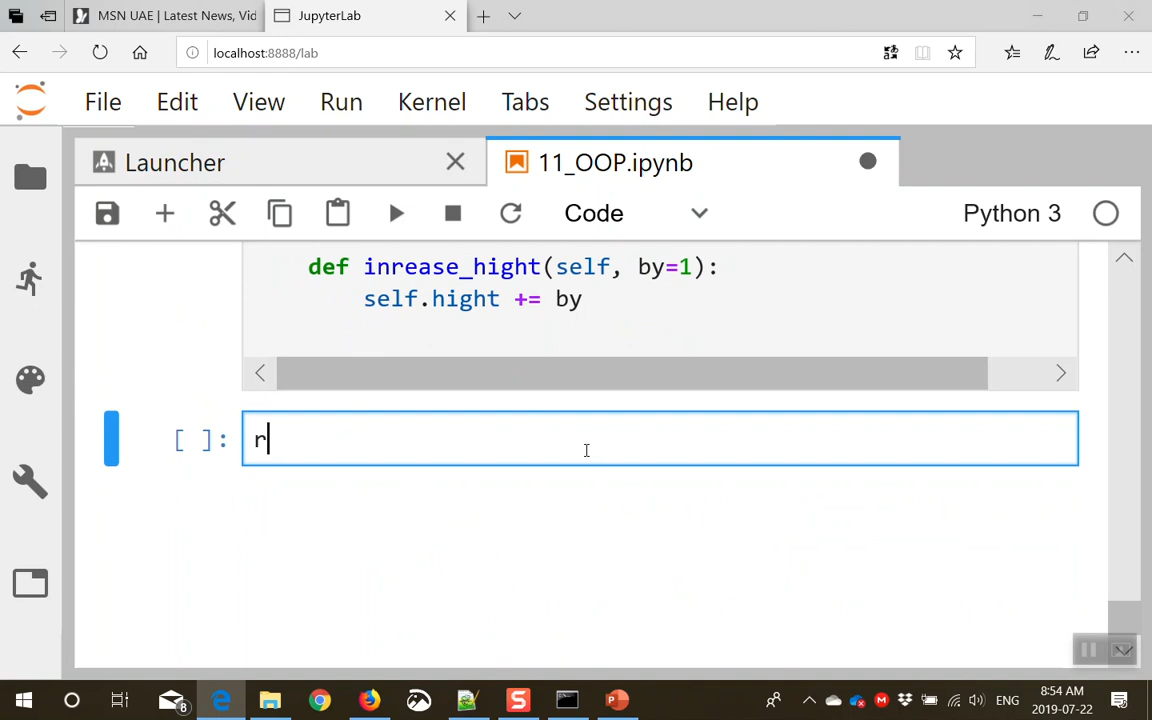 MSN UAE | Latest News, Vid
JupyterLab
localhost:8888/lab
File Edit View Run Kernel Tabs Settings Help
Launcher
11_OOP.ipynb
Code
Python 3
def inrease_hight(self, by=1):
self.hight += by
[ ]: r
8
ENG
8:54 AM
2019-07-22